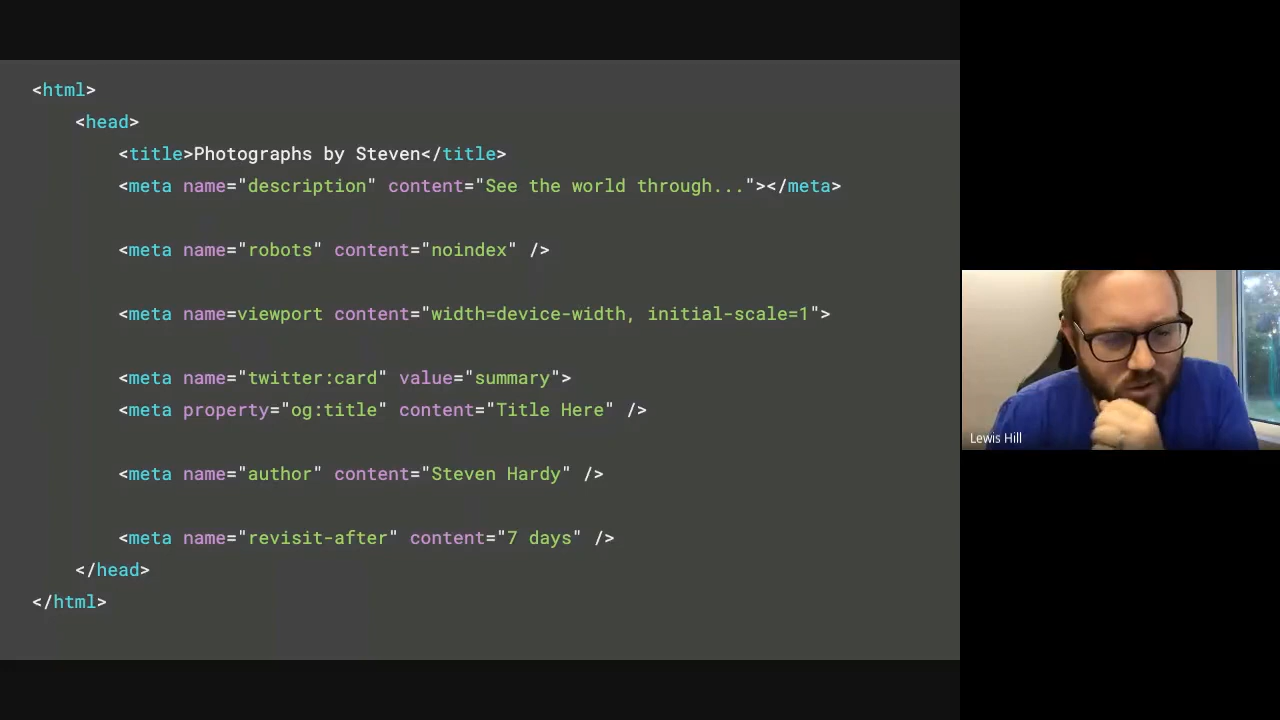 <html>
<head>
<title>Photographs by Steven</title>
<meta name="description" content="See the world through..."></meta>
<meta name="robots" content="noindex" />
<meta name=viewport content="width=device-width, initial-scale=1">
<meta name="twitter:card" value="summary">
<meta property="og:title" content="Title Here" />
<meta name="author" content="Steven Hardy" />
<meta name="revisit-after" content="7 days" />
</head>
</html>
Lewis Hill